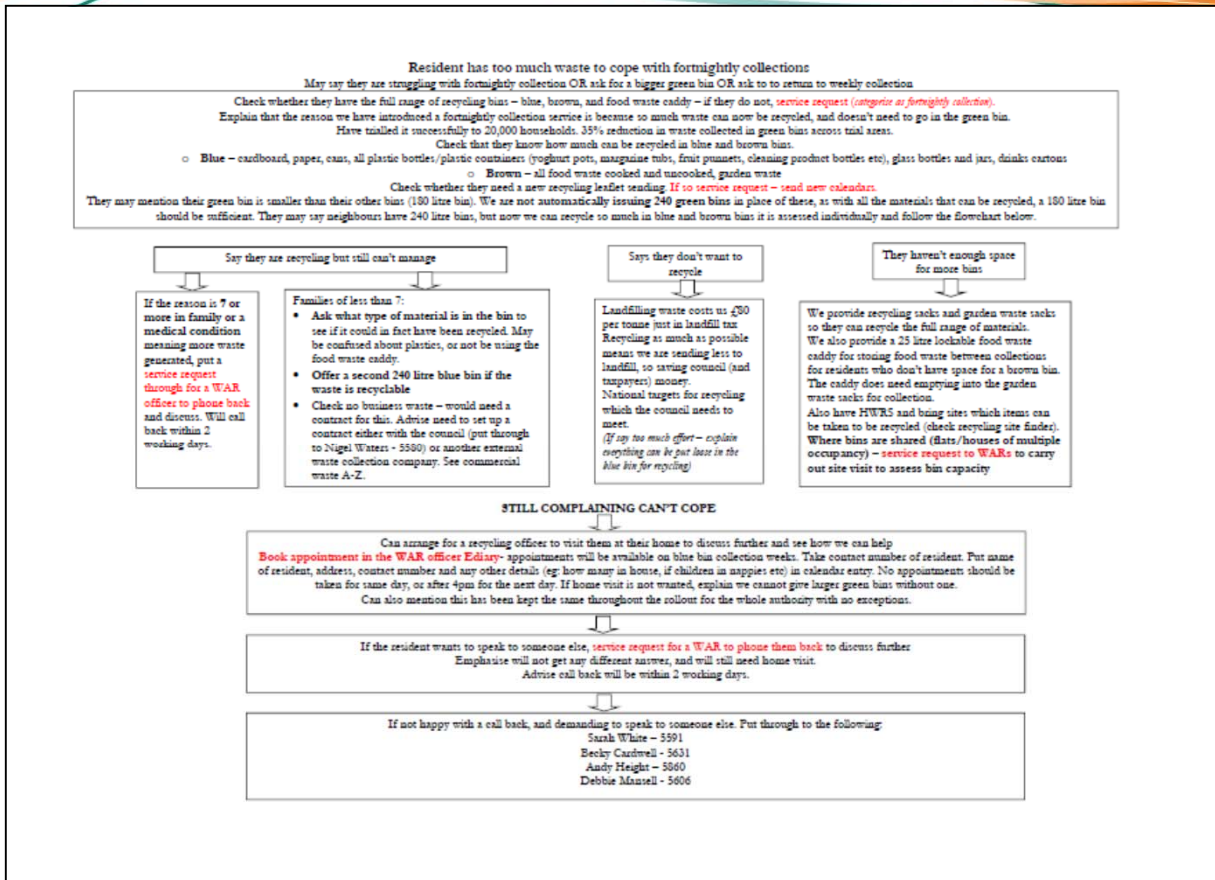 Resident has too much waste to cope with fortnightly collections
May say they are struggling with fortnightly collection OR ask for a bigger green bin OR ask to to return to weekly collection
Check whether they have the full range of recycling bins – blue, brown, and food waste caddy – if they do not, service request (categorise as fortnightly collection).
Explain that the reason we have introduced a fortnightly collection service is because so much waste can now be recycled, and doesn't need to go in the green bin.
Have trialled it successfully to 20,000 households. 35% reduction in waste collected in green bins across trial areas.
Check that they know how much can be recycled in blue and brown bins.
o Blue – cardboard, paper, cans, all plastic bottles/plastic containers (yoghurt pots, margarine tubs, fruit punnets, cleaning product bottles etc), glass bottles and jars, drinks cartons
o Brown – all food waste cooked and uncooked, garden waste
Check whether they need a new recycling leaflet sending. If so service request – send new calendars.
They may mention their green bin is smaller than their other bins (180 litre bin). We are not automatically issuing 240 green bins in place of these, as with all the materials that can be recycled, a 180 litre bin
should be sufficient. They may say neighbours have 240 litre bins, but now we can recycle so much in blue and brown bins it is assessed individually and follow the flowchart below.
Say they are recycling but still can't manage
If the reason is 7 or
more in family or a
medical condition
meaning more waste
generated, put a
service request
through for a WAR
officer to phone back
and discuss. Will call
back within 2
working days.
Families of less than 7:
• Ask what type of material is in the bin to
see if it could in fact have been recycled. May
be confused about plastics, or not be using the
food waste caddy.
• Offer a second 240 litre blue bin if the
waste is recyclable
• Check no business waste – would need a
contract for this. Advise need to set up a
contract either with the council (put through
to Nigel Waters - 5580) or another external
waste collection company. See commercial
waste A-Z.
Says they don't want to
recycle
Landfilling waste costs us £80
per tonne just in landfill tax
Recycling as much as possible
means we are sending less to
landfill, so saving council (and
taxpayers) money.
National targets for recycling
which the council needs to
meet.
(If say too much effort – explain
everything can be put loose in the
blue bin for recycling)
They haven't enough space
for more bins
We provide recycling sacks and garden waste sacks
so they can recycle the full range of materials.
We also provide a 25 litre lockable food waste
caddy for storing food waste between collections
for residents who don't have space for a brown bin.
The caddy does need emptying into the garden
waste sacks for collection.
Also have HWRS and bring sites which items can
be taken to be recycled (check recycling site finder).
Where bins are shared (flats/houses of multiple
occupancy) – service request to WARs to carry
out site visit to assess bin capacity
STILL COMPLAINING CAN'T COPE
Can arrange for a recycling officer to visit them at their home to discuss further and see how we can help
Book appointment in the WAR officer Ediary- appointments will be available on blue bin collection weeks. Take contact number of resident. Put name
of resident, address, contact number and any other details (eg: how many in house, if children in nappies etc) in calendar entry. No appointments should be
taken for same day, or after 4pm for the next day. If home visit is not wanted, explain we cannot give larger green bins without one.
Can also mention this has been kept the same throughout the rollout for the whole authority with no exceptions.
If the resident wants to speak to someone else, service request for a WAR to phone them back to discuss further
Emphasise will not get any different answer, and will still need home visit.
Advise call back will be within 2 working days.
If not happy with a call back, and demanding to speak to someone else. Put through to the following:
Sarah White – 5591
Becky Cardwell - 5631
Andy Height – 5860
Debbie Mansell - 5606